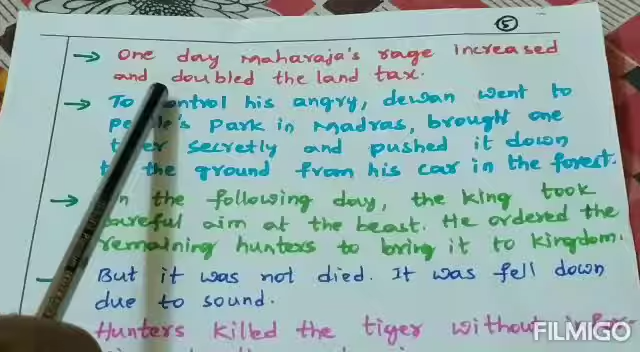 5
→ One day maharaja's rage increased
and doubled the land tax.
→ To control his angry, dewan went to
people's park in madras, brought one
secretly and pushed it down
the ground from his car in the forest.
→ the following day, the king took
careful aim at the beast. He ordered the
remaining hunters to bring it to kingdom.
But it was not died. It was fell down
due to sound.
Hunters killed the tiger without
FILMIGO